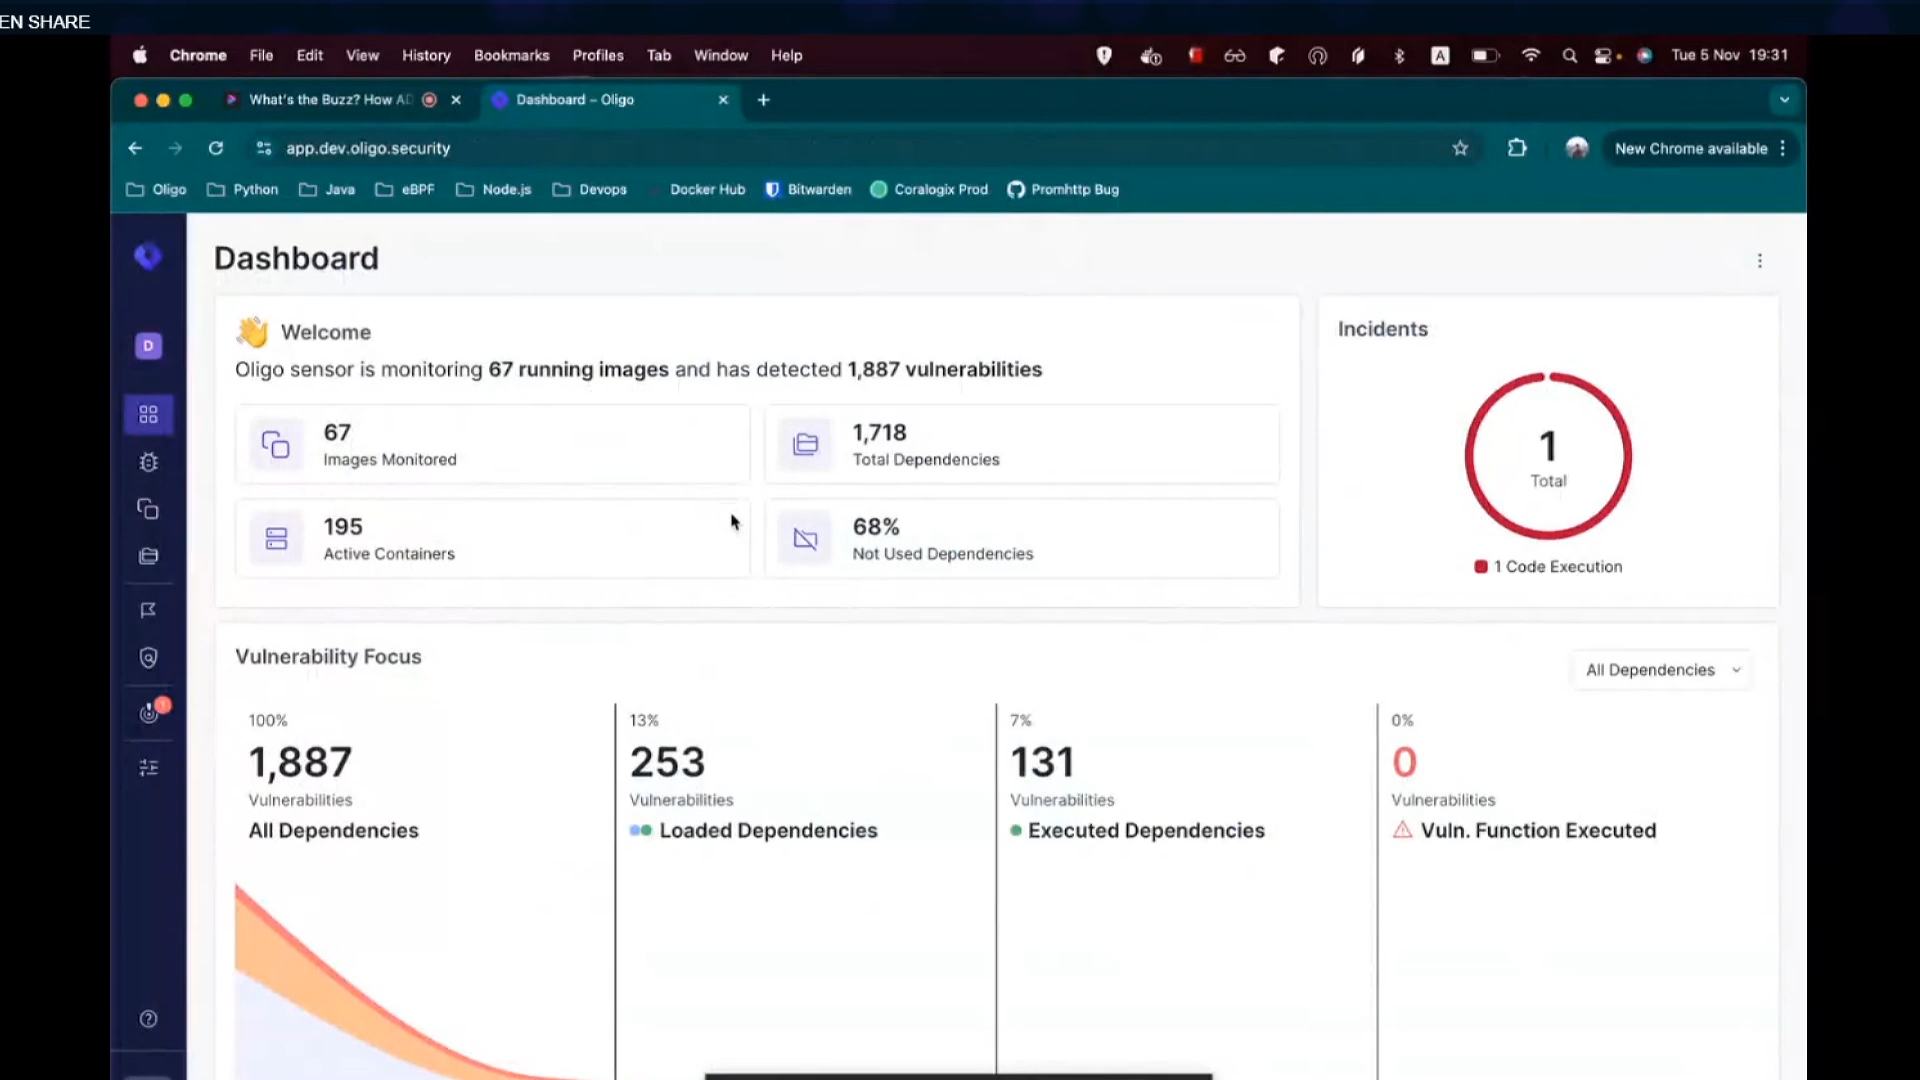 EN SHARE
Chrome File Edit View History Bookmarks Profiles Tab Window Help A Tue 5 Nov 19:31
What's the Buzz? How AD Dashboard – Oligo
app.dev.oligo.security New Chrome available
Oligo Python Java eBPF Node.js Devops Docker Hub Bitwarden Coralogix Prod Promhttp Bug
Dashboard
Welcome
Oligo sensor is monitoring 67 running images and has detected 1,887 vulnerabilities
67
Images Monitored
1,718
Total Dependencies
195
Active Containers
68%
Not Used Dependencies
Incidents
1
Total
1 Code Execution
D
Vulnerability Focus
All Dependencies
100%
1,887
Vulnerabilities
All Dependencies
13%
253
Vulnerabilities
Loaded Dependencies
7%
131
Vulnerabilities
Executed Dependencies
0%
0
Vulnerabilities
Vuln. Function Executed